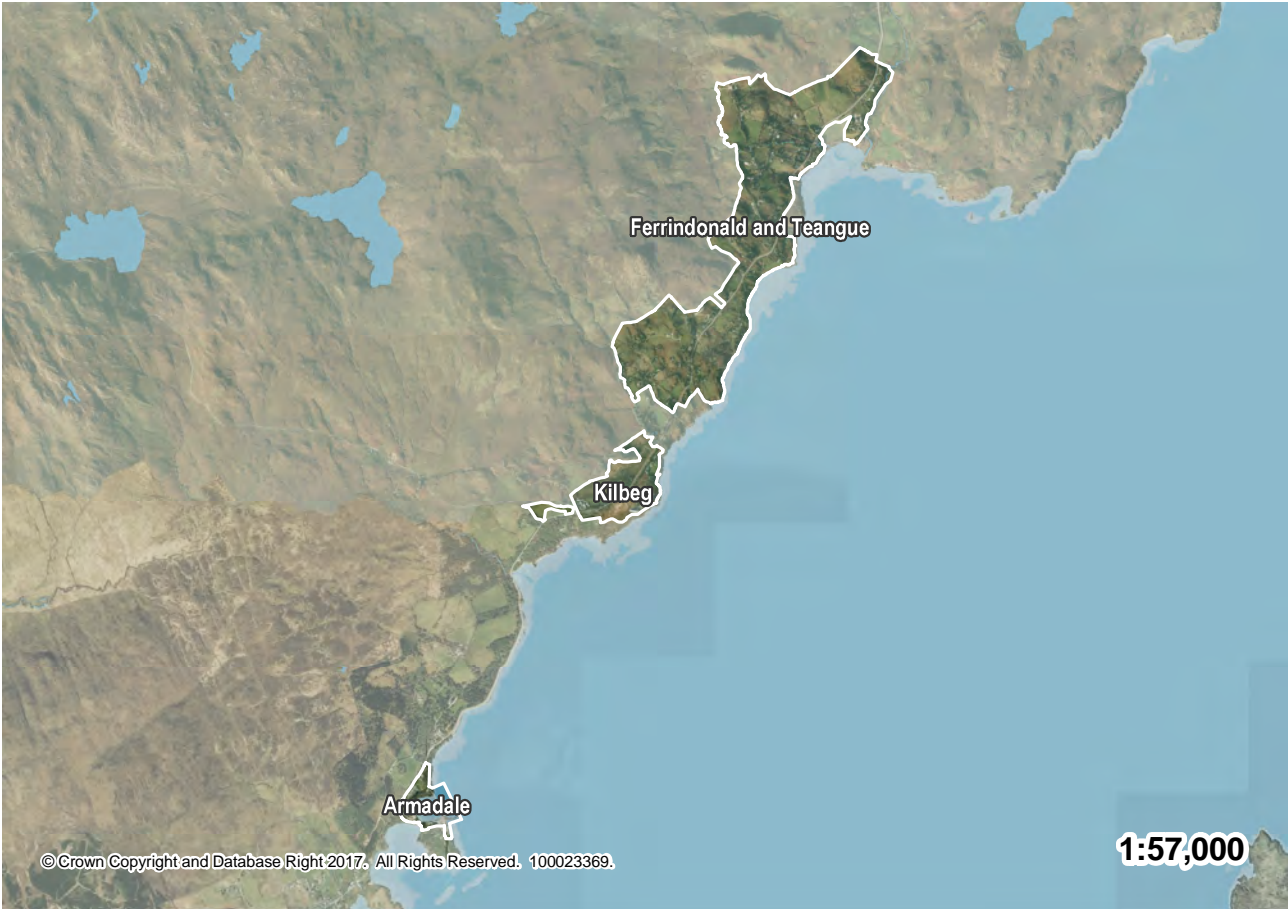 Ferrindonald and Teangue
Kilbeg
Armadale
© Crown Copyright and Database Right 2017. All Rights Reserved. 100023369.
1:57,000